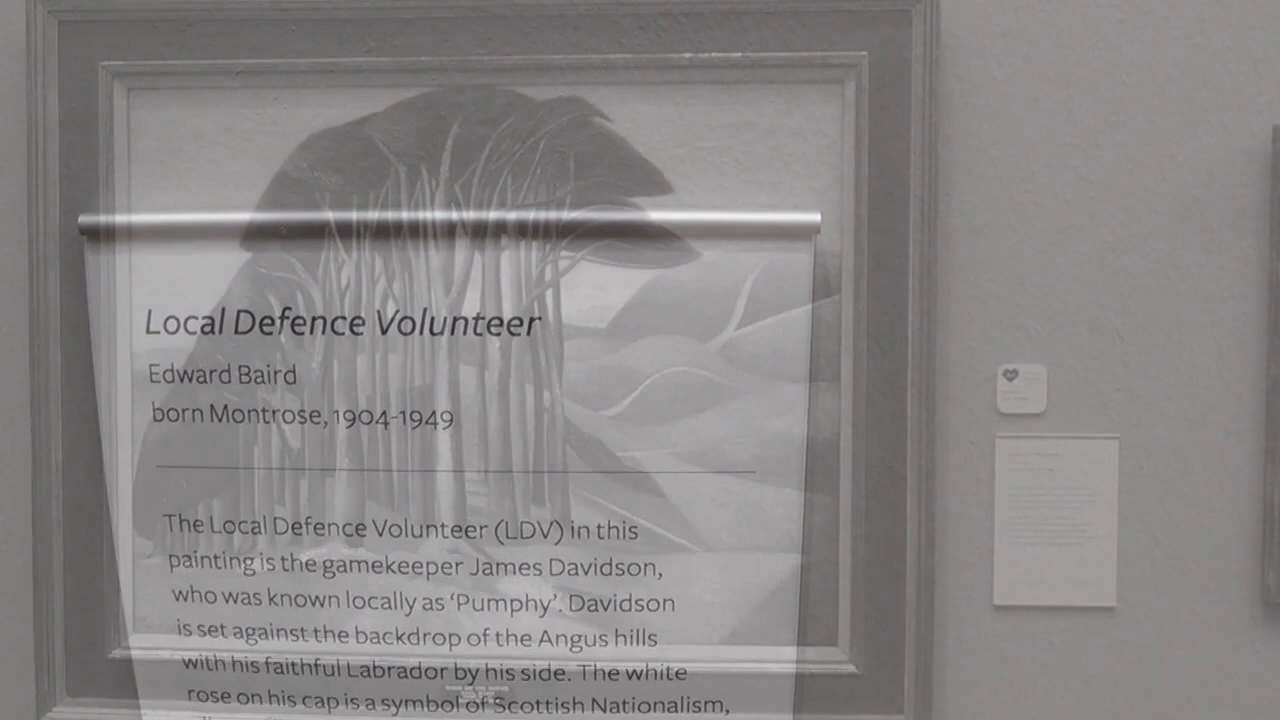 Local Defence Volunteer
Edward Baird
born Montrose, 1904-1949
The Local Defence Volunteer (LDV) in this
painting is the gamekeeper James Davidson,
who was known locally as ‘Pumphy’. Davidson
is set against the backdrop of the Angus hills
with his faithful Labrador by his side. The white
rose on his cap is a symbol of Scottish Nationalism,